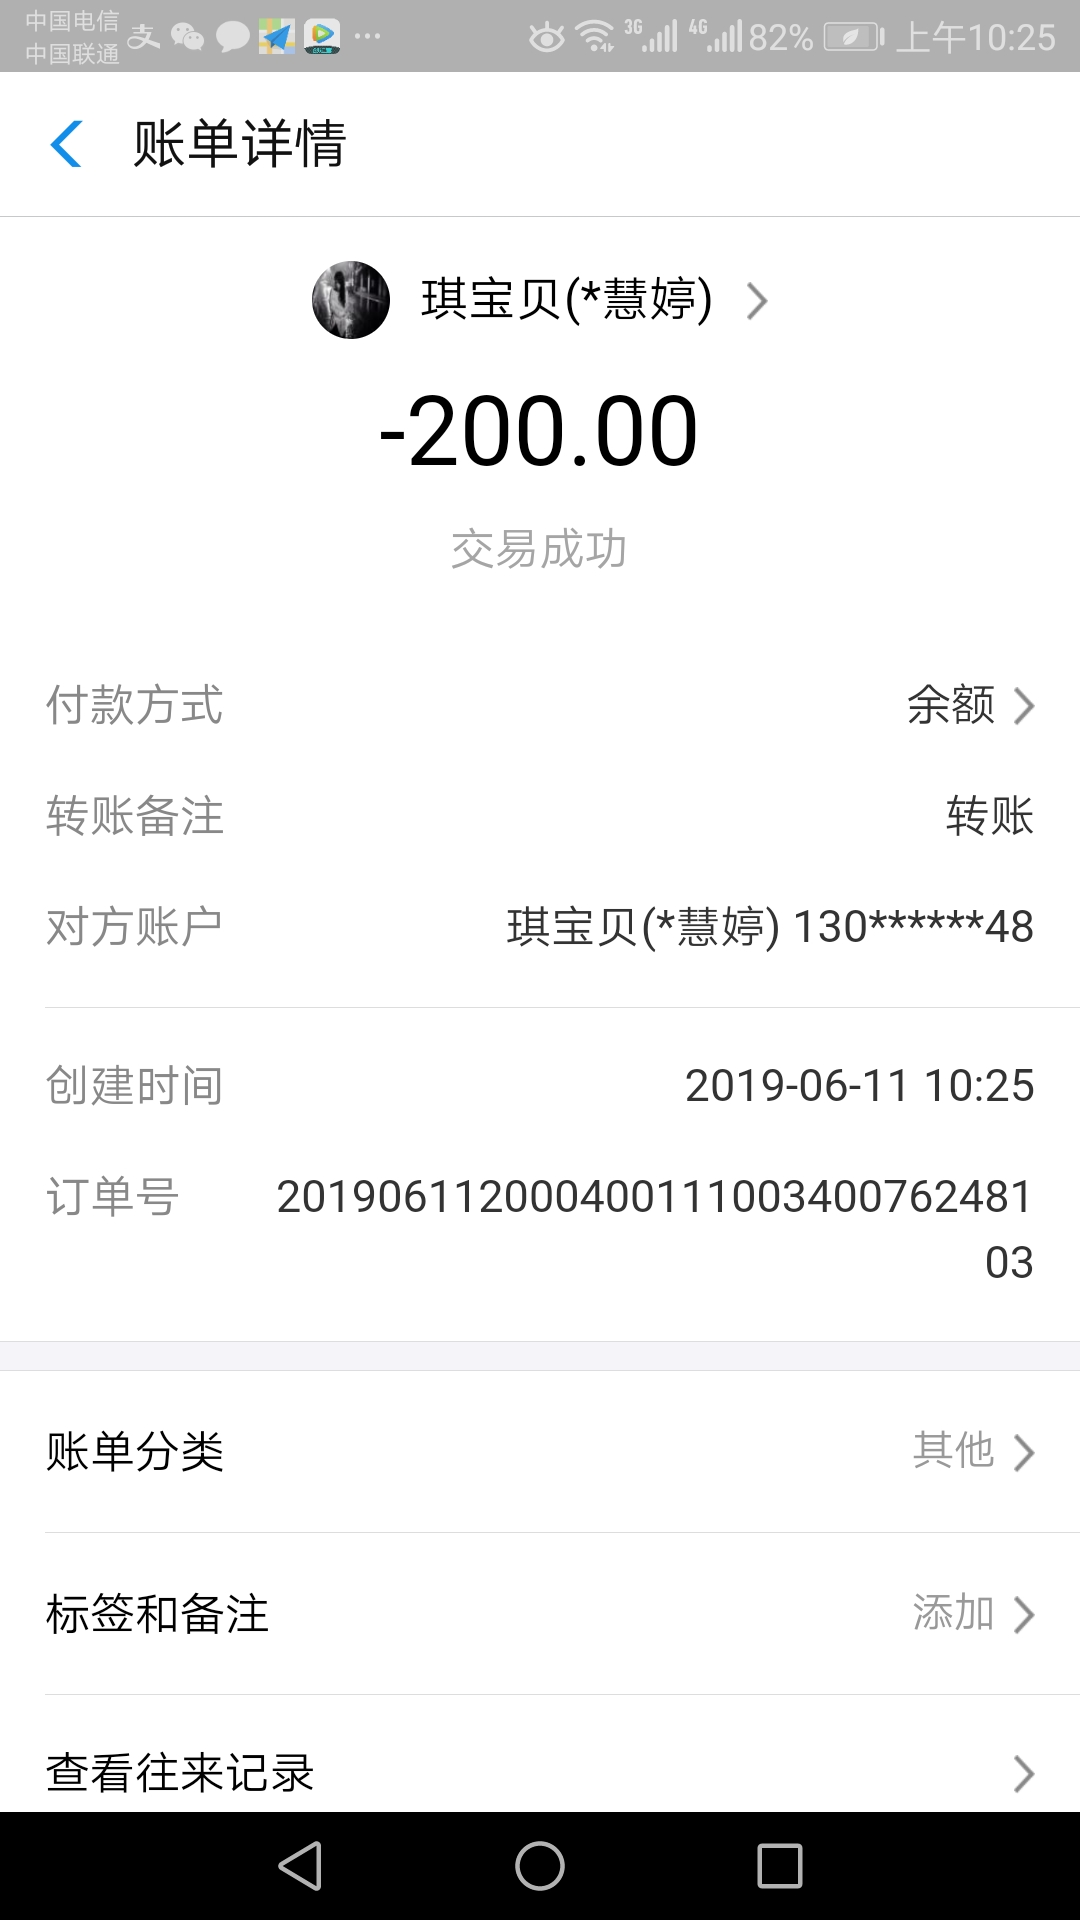 中国电信
中国联通
3G 4G 82% 上午10:25
账单详情
琪宝贝(*慧婷)
-200.00
交易成功
付款方式 余额
转账备注 转账
对方账户 琪宝贝(*慧婷) 130******48
创建时间 2019-06-11 10:25
订单号 201906112000400111003400762481
03
账单分类 其他
标签和备注 添加
查看往来记录